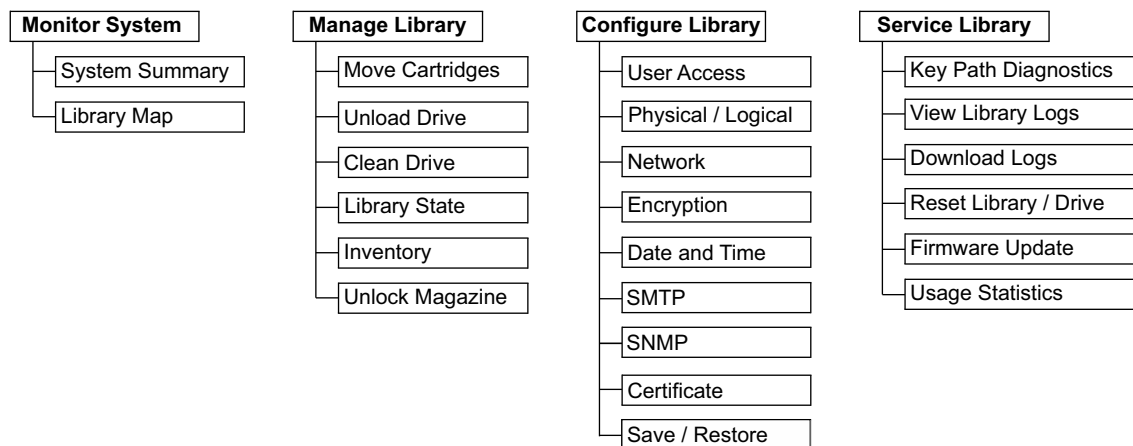 Monitor System
System Summary
Library Map
Manage Library
Move Cartridges
Unload Drive
Clean Drive
Library State
Inventory
Unlock Magazine
Configure Library
User Access
Physical / Logical
Network
Encryption
Date and Time
SMTP
SNMP
Certificate
Save / Restore
Service Library
Key Path Diagnostics
View Library Logs
Download Logs
Reset Library / Drive
Firmware Update
Usage Statistics